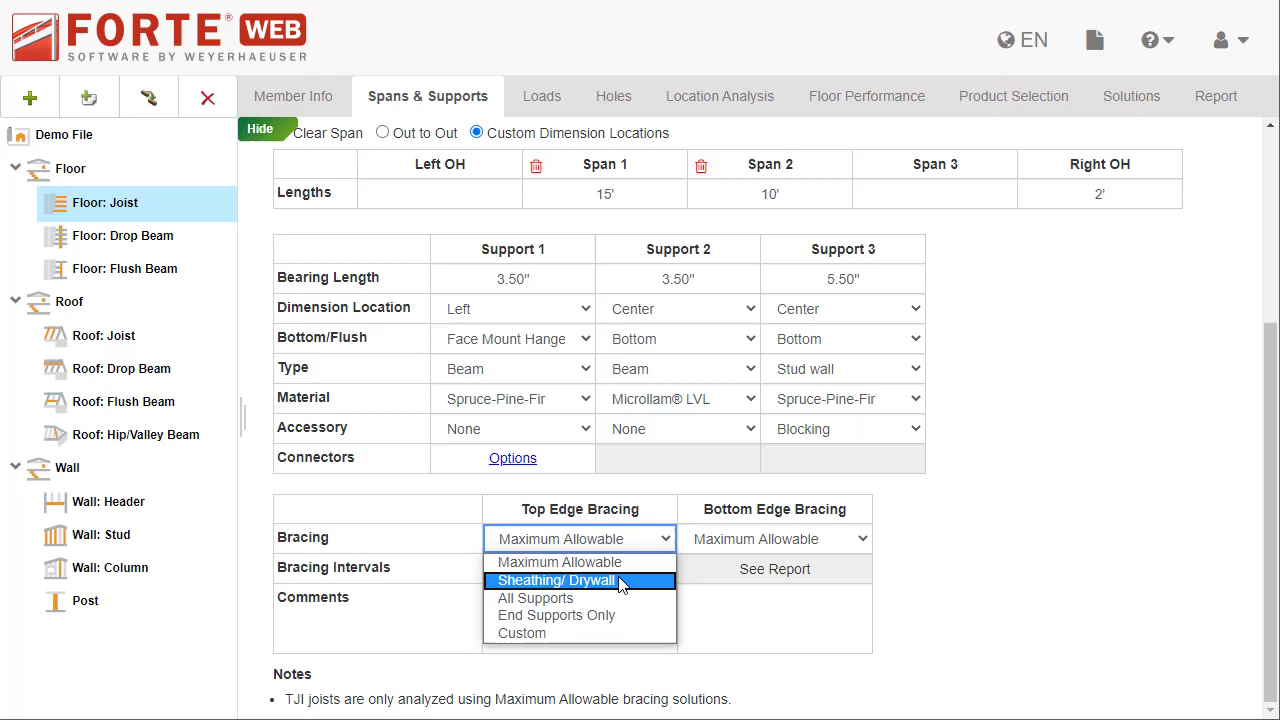 FORTE® WEB
SOFTWARE BY WEYERHAEUSER
EN
Member Info
Spans & Supports
Loads
Holes
Location Analysis
Floor Performance
Product Selection
Solutions
Report
Demo File
Floor
Floor: Joist
Floor: Drop Beam
Floor: Flush Beam
Roof
Roof: Joist
Roof: Drop Beam
Roof: Flush Beam
Roof: Hip/Valley Beam
Wall
Wall: Header
Wall: Stud
Wall: Column
Post
Hide
Clear Span Out to Out Custom Dimension Locations
Left OH Span 1 Span 2 Span 3 Right OH
Lengths 15' 10' 2'
Support 1 Support 2 Support 3
Bearing Length 3.50" 3.50" 5.50"
Dimension Location Left Center Center
Bottom/Flush Face Mount Hange Bottom Bottom
Type Beam Beam Stud wall
Material Spruce-Pine-Fir Microllam® LVL Spruce-Pine-Fir
Accessory None None Blocking
Connectors Options
Top Edge Bracing Bottom Edge Bracing
Bracing Maximum Allowable Maximum Allowable
Bracing Intervals See Report
Comments
Maximum Allowable
Sheathing/ Drywall
All Supports
End Supports Only
Custom
Notes
• TJI joists are only analyzed using Maximum Allowable bracing solutions.